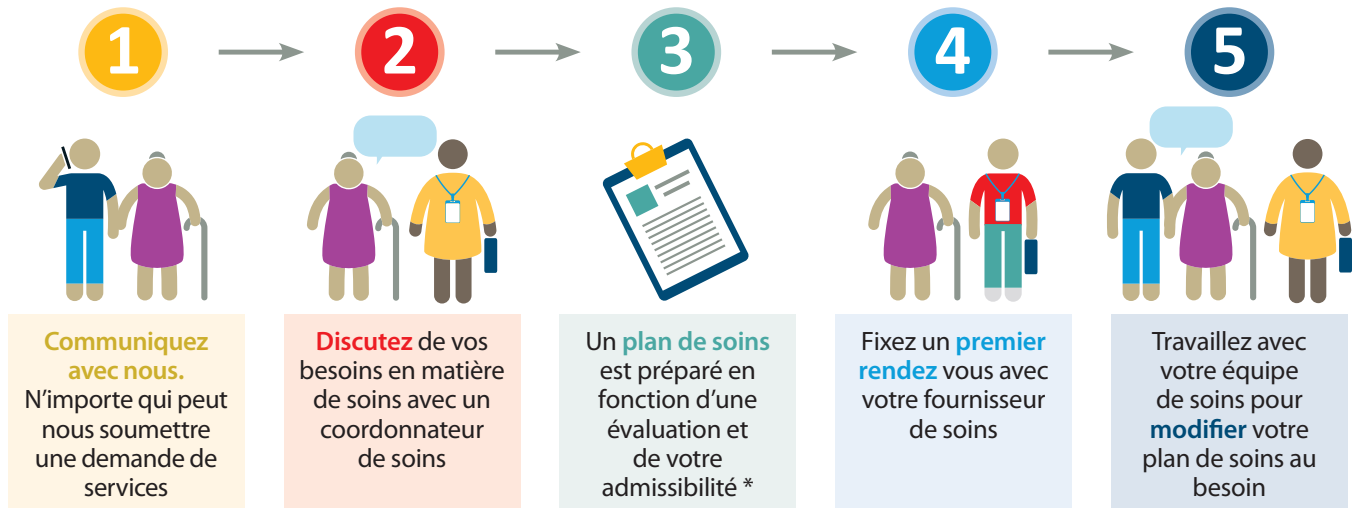 1
2
3
4
5
Communiquez
avec nous.
N’importe qui peut
nous soumettre
une demande de
services
Discutez de vos
besoins en matière
de soins avec un
coordonnateur
de soins
Un plan de soins
est préparé en
fonction d’une
évaluation et
de votre
admissibilité *
Fixez un premier
rendez vous avec
votre fournisseur
de soins
Travaillez avec
votre équipe
de soins pour
modifier votre
plan de soins au
besoin